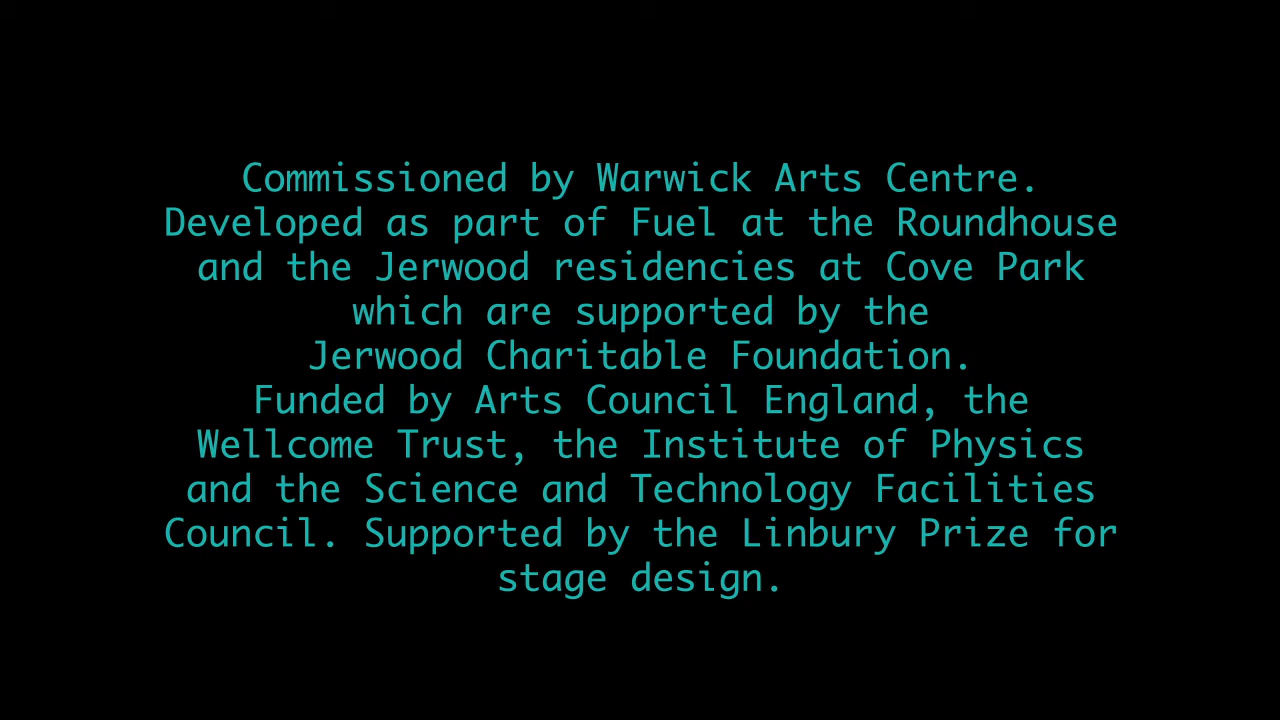 Commissioned by Warwick Arts Centre.
Developed as part of Fuel at the Roundhouse
and the Jerwood residencies at Cove Park
which are supported by the
Jerwood Charitable Foundation.
Funded by Arts Council England, the
Wellcome Trust, the Institute of Physics
and the Science and Technology Facilities
Council. Supported by the Linbury Prize for
stage design.